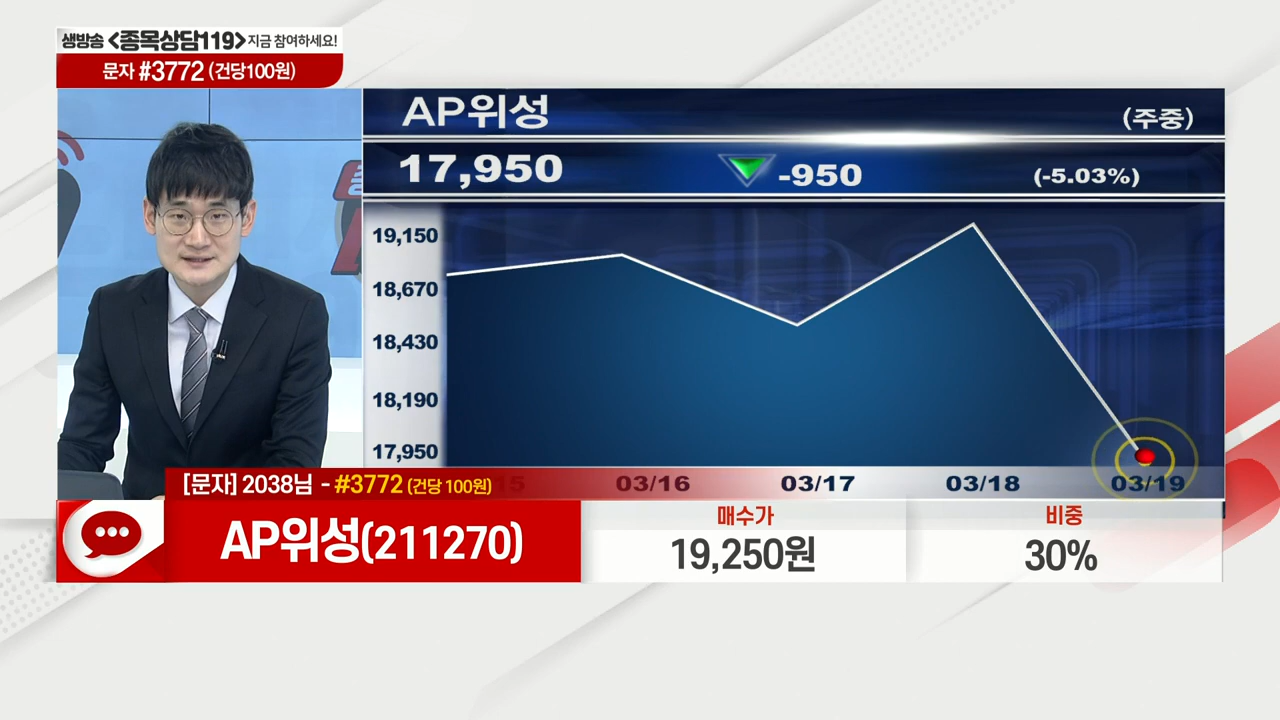 생방송 <종목상담119> 지금 참여하세요!
문자 #3772 (건당100원)
AP위성
(주중)
17,950 -950 (-5.03%)
19,150
18,670
18,430
18,190
17,950
03/16 03/17 03/18 03/19
[문자] 2038님 - #3772 (건당 100원)
AP위성(211270)
매수가
19,250원
비중
30%